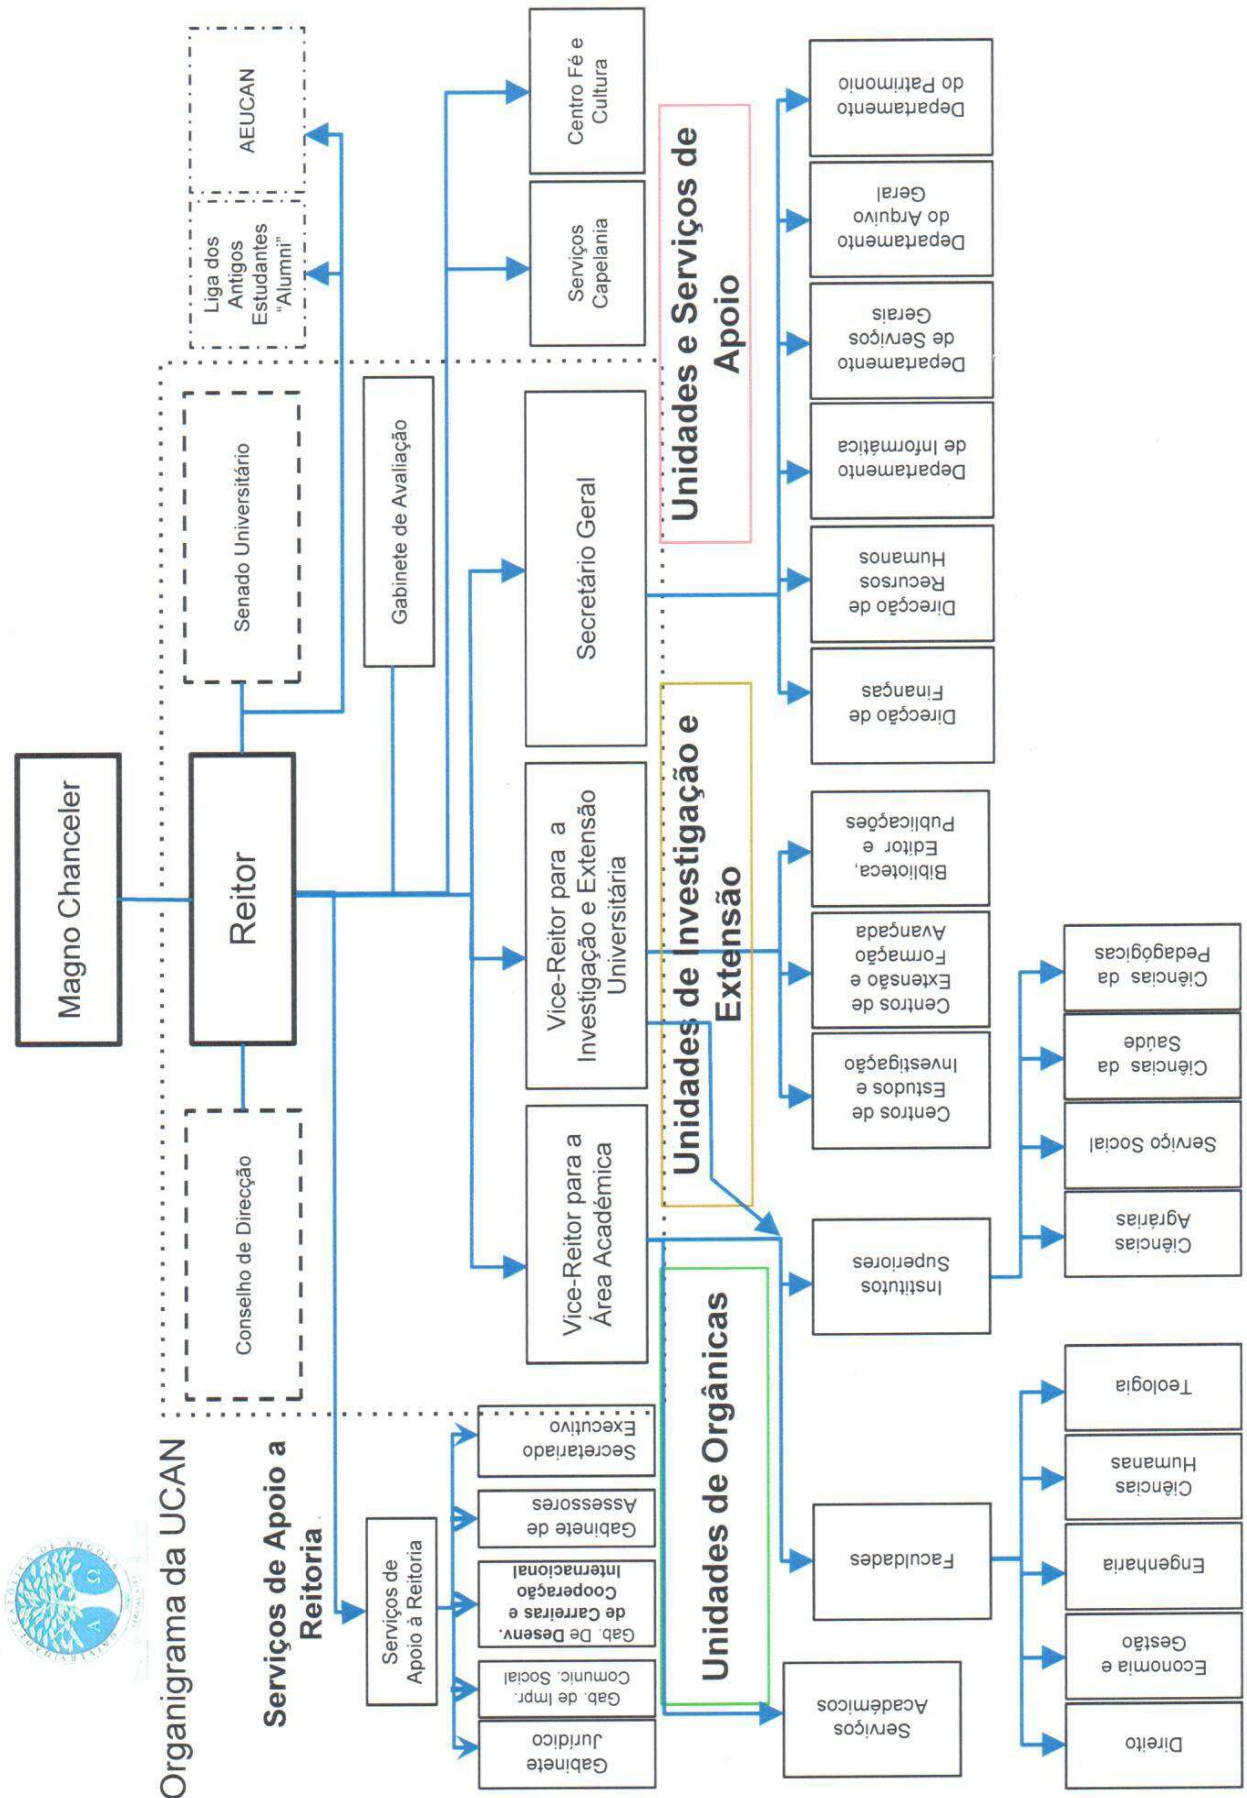 UNIVERSIDADE CATÓLICA DE ANGOLA
Α Ω
Organigrama da UCAN
Magno Chanceler
Reitor
Conselho de Direcção
Senado Universitário
Liga dos
Antigos
Estudantes
"Alumni"
AEUCAN
Serviços de Apoio a
Reitoria
Gabinete de Avaliação
Serviços de
Apoio à Reitoria
Gabinete
Jurídico
Gab. de Impr.
Comunic. Social
Gab. De Desenv.
de Carreiras e
Cooperação
Internacional
Gabinete de
Assessores
Secretariado
Executivo
Vice-Reitor para a
Área Académica
Vice-Reitor para a
Investigação e Extensão
Universitária
Secretário Geral
Serviços
Capelania
Centro Fé e
Cultura
Unidades de Orgânicas
Unidades de Investigação e
Extensão
Unidades e Serviços de
Apoio
Serviços
Académicos
Faculdades
Institutos
Superiores
Centros de
Estudos e
Investigação
Centros de
Extensão e
Formação
Avançada
Biblioteca,
Editor e
Publicações
Direcção de
Finanças
Direcção de
Recursos
Humanos
Departamento
de Informática
Departamento
de Serviços
Gerais
Departamento
do Arquivo
Geral
Departamento
do Patrimonio
Direito
Economia e
Gestão
Engenharia
Ciências
Humanas
Teologia
Ciências
Agrárias
Serviço Social
Ciências da
Saúde
Ciências da
Pedagógicas